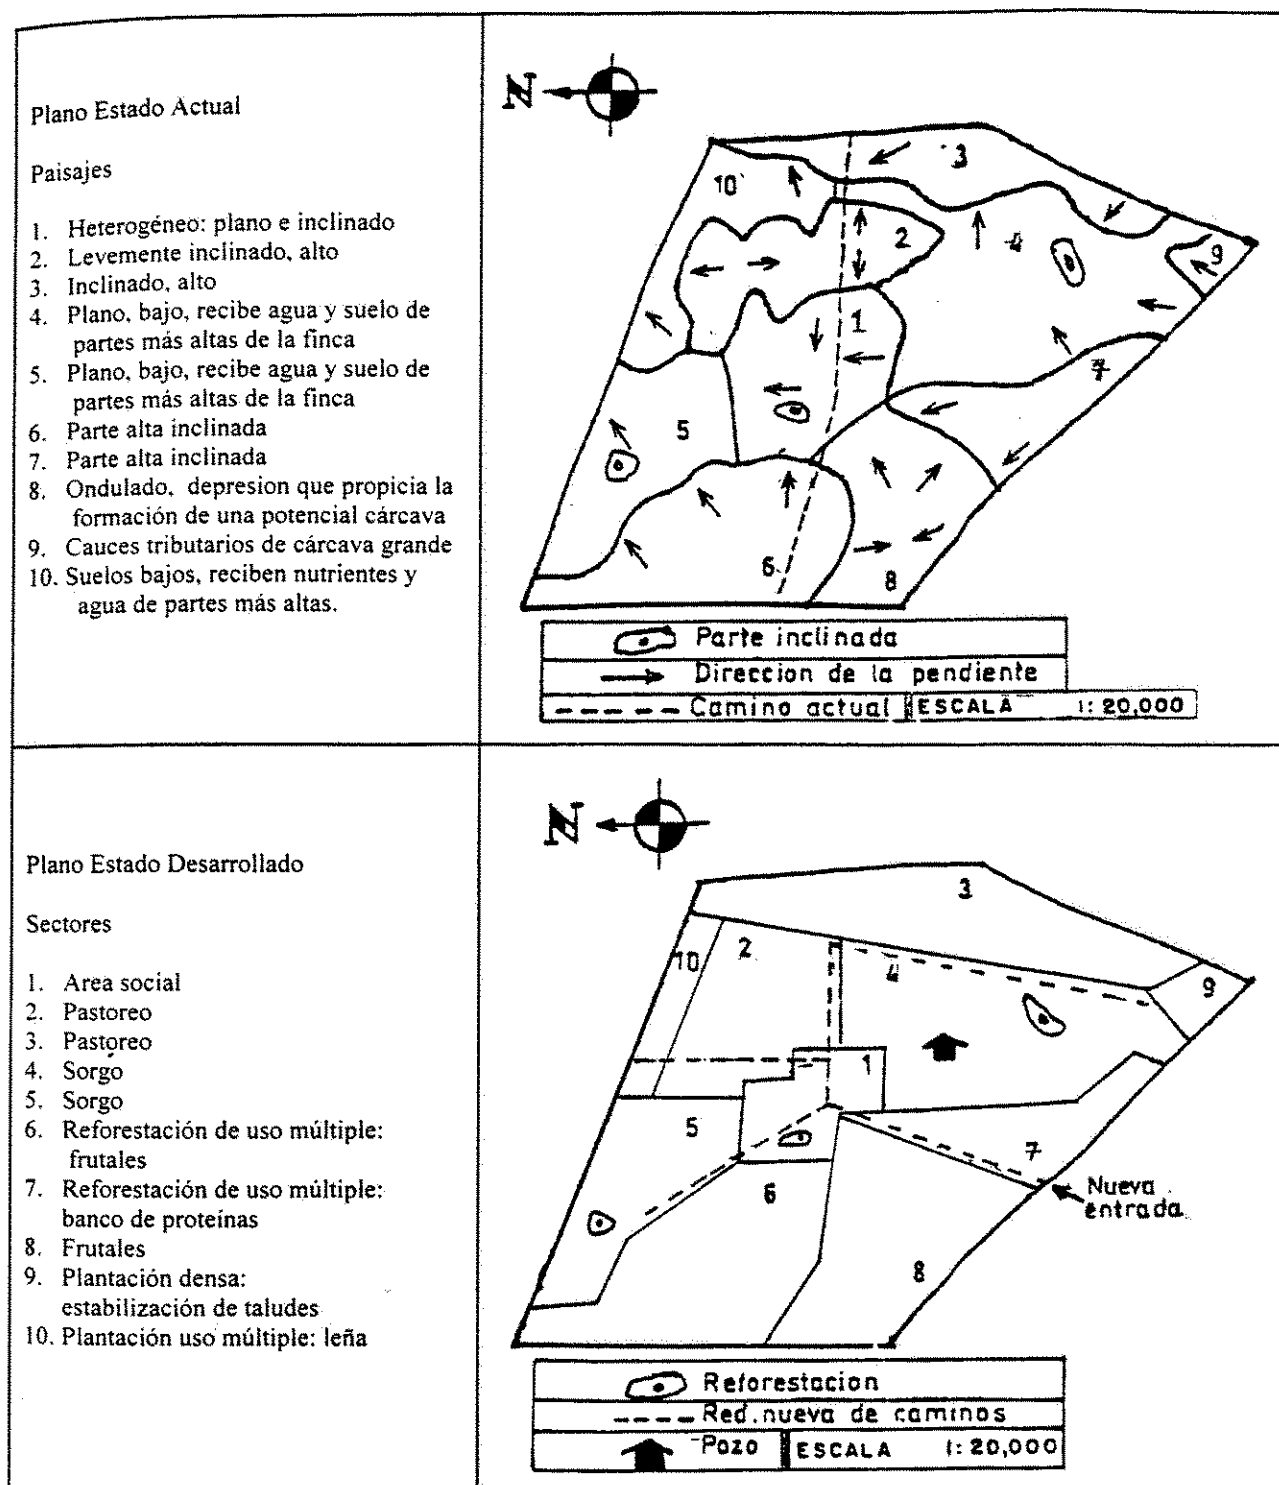 Plano Estado Actual
Paisajes
1. Heterogéneo: plano e inclinado
2. Levemente inclinado, alto
3. Inclinado, alto
4. Plano, bajo, recibe agua y suelo de
partes más altas de la finca
5. Plano, bajo, recibe agua y suelo de
partes más altas de la finca
6. Parte alta inclinada
7. Parte alta inclinada
8. Ondulado, depresion que propicia la
formación de una potencial cárcava
9. Cauces tributarios de cárcava grande
10. Suelos bajos, reciben nutrientes y
agua de partes más altas.
N
3
10
2
4
9
1
7
5
6
8
Parte inclinada
Direccion de la pendiente
Camino actual ESCALA 1: 20,000
Plano Estado Desarrollado
Sectores
1. Area social
2. Pastoreo
3. Pastoreo
4. Sorgo
5. Sorgo
6. Reforestación de uso múltiple:
frutales
7. Reforestación de uso múltiple:
banco de proteínas
8. Frutales
9. Plantación densa:
estabilización de taludes
10. Plantación uso múltiple: leña
N
3
2
10
4
9
1
5
7
6
Nueva
entrada
8
Reforestacion
Red nueva de caminos
Pozo ESCALA 1: 20,000